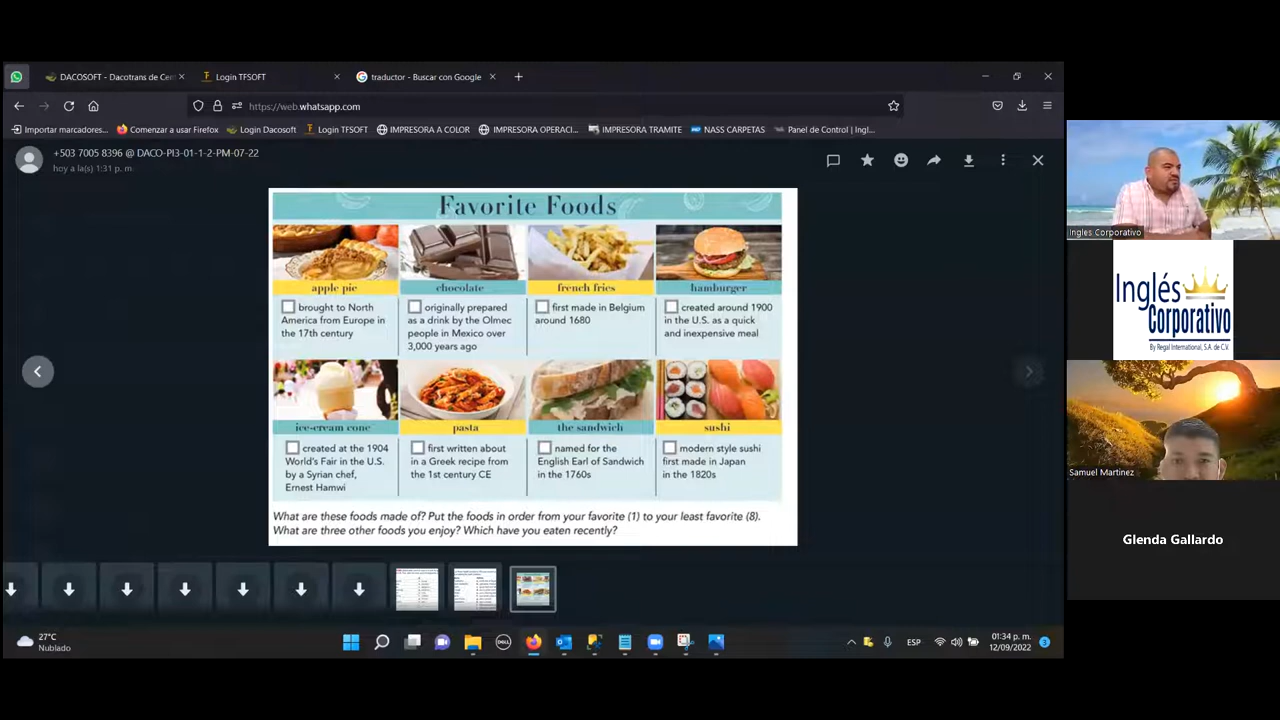 DACOSOFT - Dacotrans de Cen
Login TFSOFT
traductor - Buscar con Google
https://web.whatsapp.com
Importar marcadores...
Comenzar a usar Firefox
Login Dacosoft
Login TFSOFT
IMPRESORA A COLOR
IMPRESORA OPERACI...
IMPRESORA TRAMITE
NASS CARPETAS
Panel de Control | Ingl...
+503 7005 8396 @ DACO-PI3-01-1-2-PM-07-22
hoy a la(s) 1:31 p. m.
Favorite Foods
apple pie
chocolate
french fries
hamburger
brought to North
America from Europe in
the 17th century
originally prepared
as a drink by the Olmec
people in Mexico over
3,000 years ago
first made in Belgium
around 1680
created around 1900
in the U.S. as a quick
and inexpensive meal
ice-cream cone
pasta
the sandwich
sushi
created at the 1904
World's Fair in the U.S.
by a Syrian chef,
Ernest Hamwi
first written about
in a Greek recipe from
the 1st century CE
named for the
English Earl of Sandwich
in the 1760s
modern style sushi
first made in Japan
in the 1820s
What are these foods made of? Put the foods in order from your favorite (1) to your least favorite (8).
What are three other foods you enjoy? Which have you eaten recently?
27°C
Nublado
DELL
ESP
01:34 p. m.
12/09/2022
3
Ingles Corporativo
Inglés
Corporativo
By Regal International, S.A. de C.V.
Samuel Martinez
Glenda Gallardo